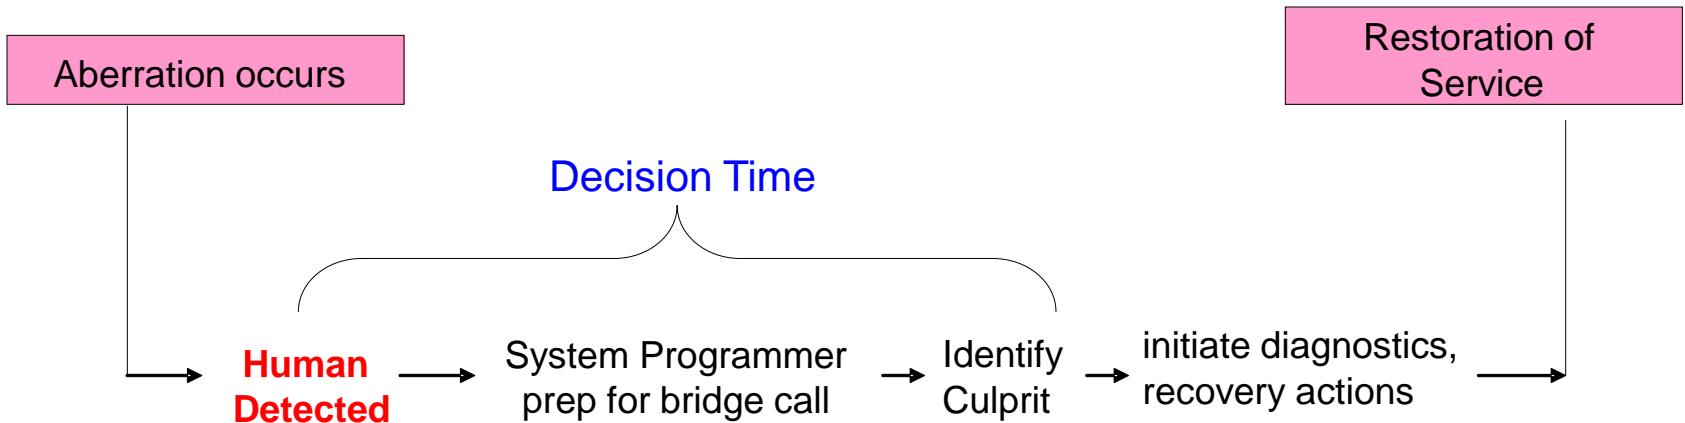 Aberration occurs
Restoration of
Service
Decision Time
Human
Detected
System Programmer
prep for bridge call
Identify
Culprit
initiate diagnostics,
recovery actions